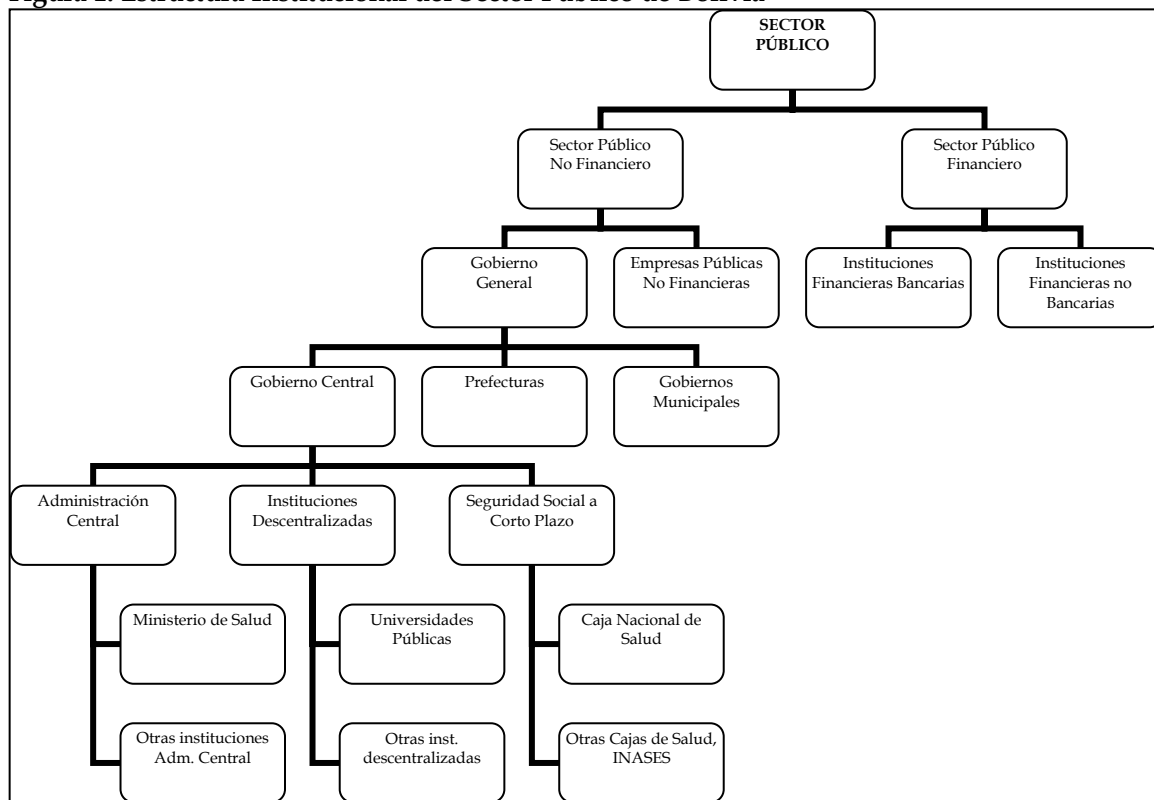 Figura 1. Estructura Institucional del Sector Público de Bolivia
SECTOR
PÚBLICO
Sector Público
No Financiero
Sector Público
Financiero
Gobierno
General
Empresas Públicas
No Financieras
Instituciones
Financieras Bancarias
Instituciones
Financieras no
Bancarias
Gobierno Central
Prefecturas
Gobiernos
Municipales
Administración
Central
Instituciones
Descentralizadas
Seguridad Social a
Corto Plazo
Ministerio de Salud
Universidades
Públicas
Caja Nacional de
Salud
Otras instituciones
Adm. Central
Otras inst.
descentralizadas
Otras Cajas de Salud,
INASES